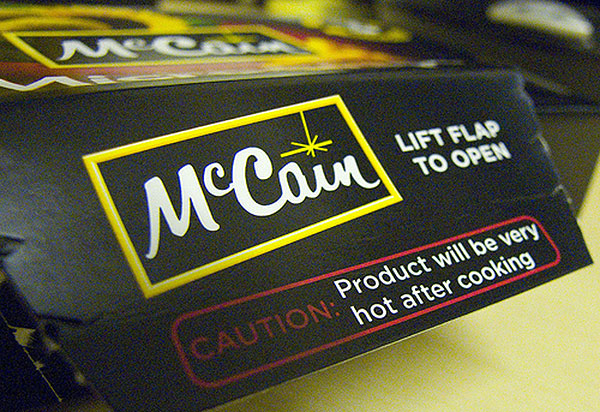 McCain
McCain
LIFT FLAP
TO OPEN
CAUTION: Product will be very
hot after cooking